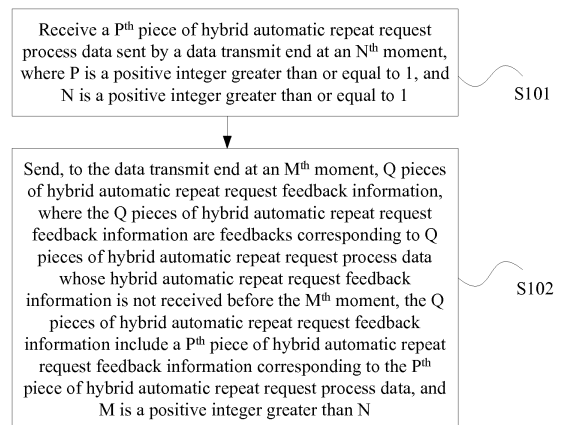 Receive a Pth piece of hybrid automatic repeat request
process data sent by a data transmit end at an Nth moment,
where P is a positive integer greater than or equal to 1, and
N is a positive integer greater than or equal to 1
S101
Send, to the data transmit end at an Mth moment, Q pieces
of hybrid automatic repeat request feedback information,
where the Q pieces of hybrid automatic repeat request
feedback information are feedbacks corresponding to Q
pieces of hybrid automatic repeat request process data
whose hybrid automatic repeat request feedback
information is not received before the Mth moment, the Q
pieces of hybrid automatic repeat request feedback
information include a Pth piece of hybrid automatic repeat
request feedback information corresponding to the Pth
piece of hybrid automatic repeat request process data, and
M is a positive integer greater than N
S102